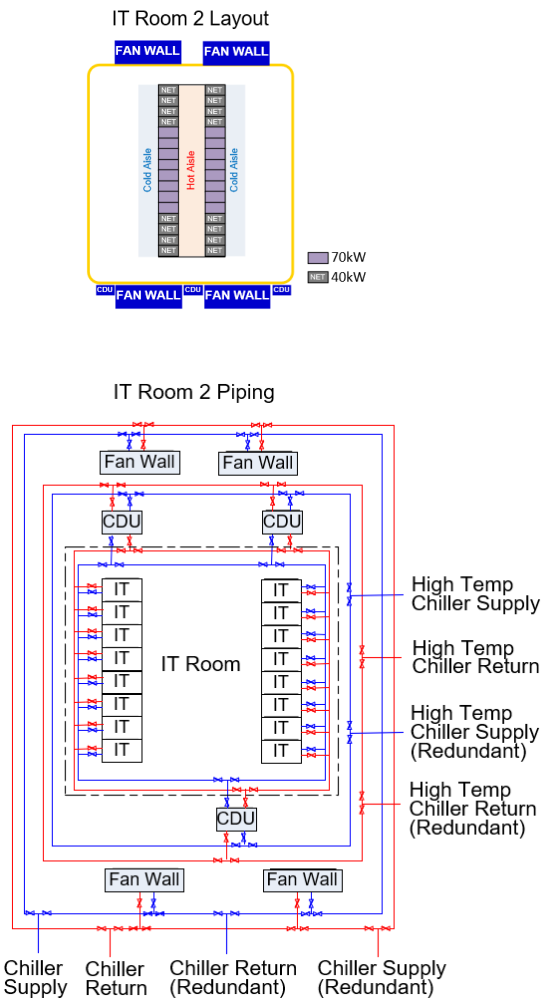 IT Room 2 Layout
FAN WALL
FAN WALL
NET
NET
NET
NET
NET
NET
NET
NET
Cold Aisle
Hot Aisle
Cold Aisle
NET
NET
NET
NET
NET
NET
NET
NET
70kW
NET
40kW
CDU
FAN WALL
CDU
FAN WALL
CDU
IT Room 2 Piping
Fan Wall
Fan Wall
CDU
CDU
IT
IT
IT
IT
IT
IT
IT
IT
IT Room
IT
IT
IT
IT
IT
IT
IT
IT
High Temp
Chiller Supply
High Temp
Chiller Return
High Temp
Chiller Supply
(Redundant)
High Temp
Chiller Return
(Redundant)
CDU
Fan Wall
Fan Wall
Chiller
Supply
Chiller
Return
Chiller Return
(Redundant)
Chiller Supply
(Redundant)